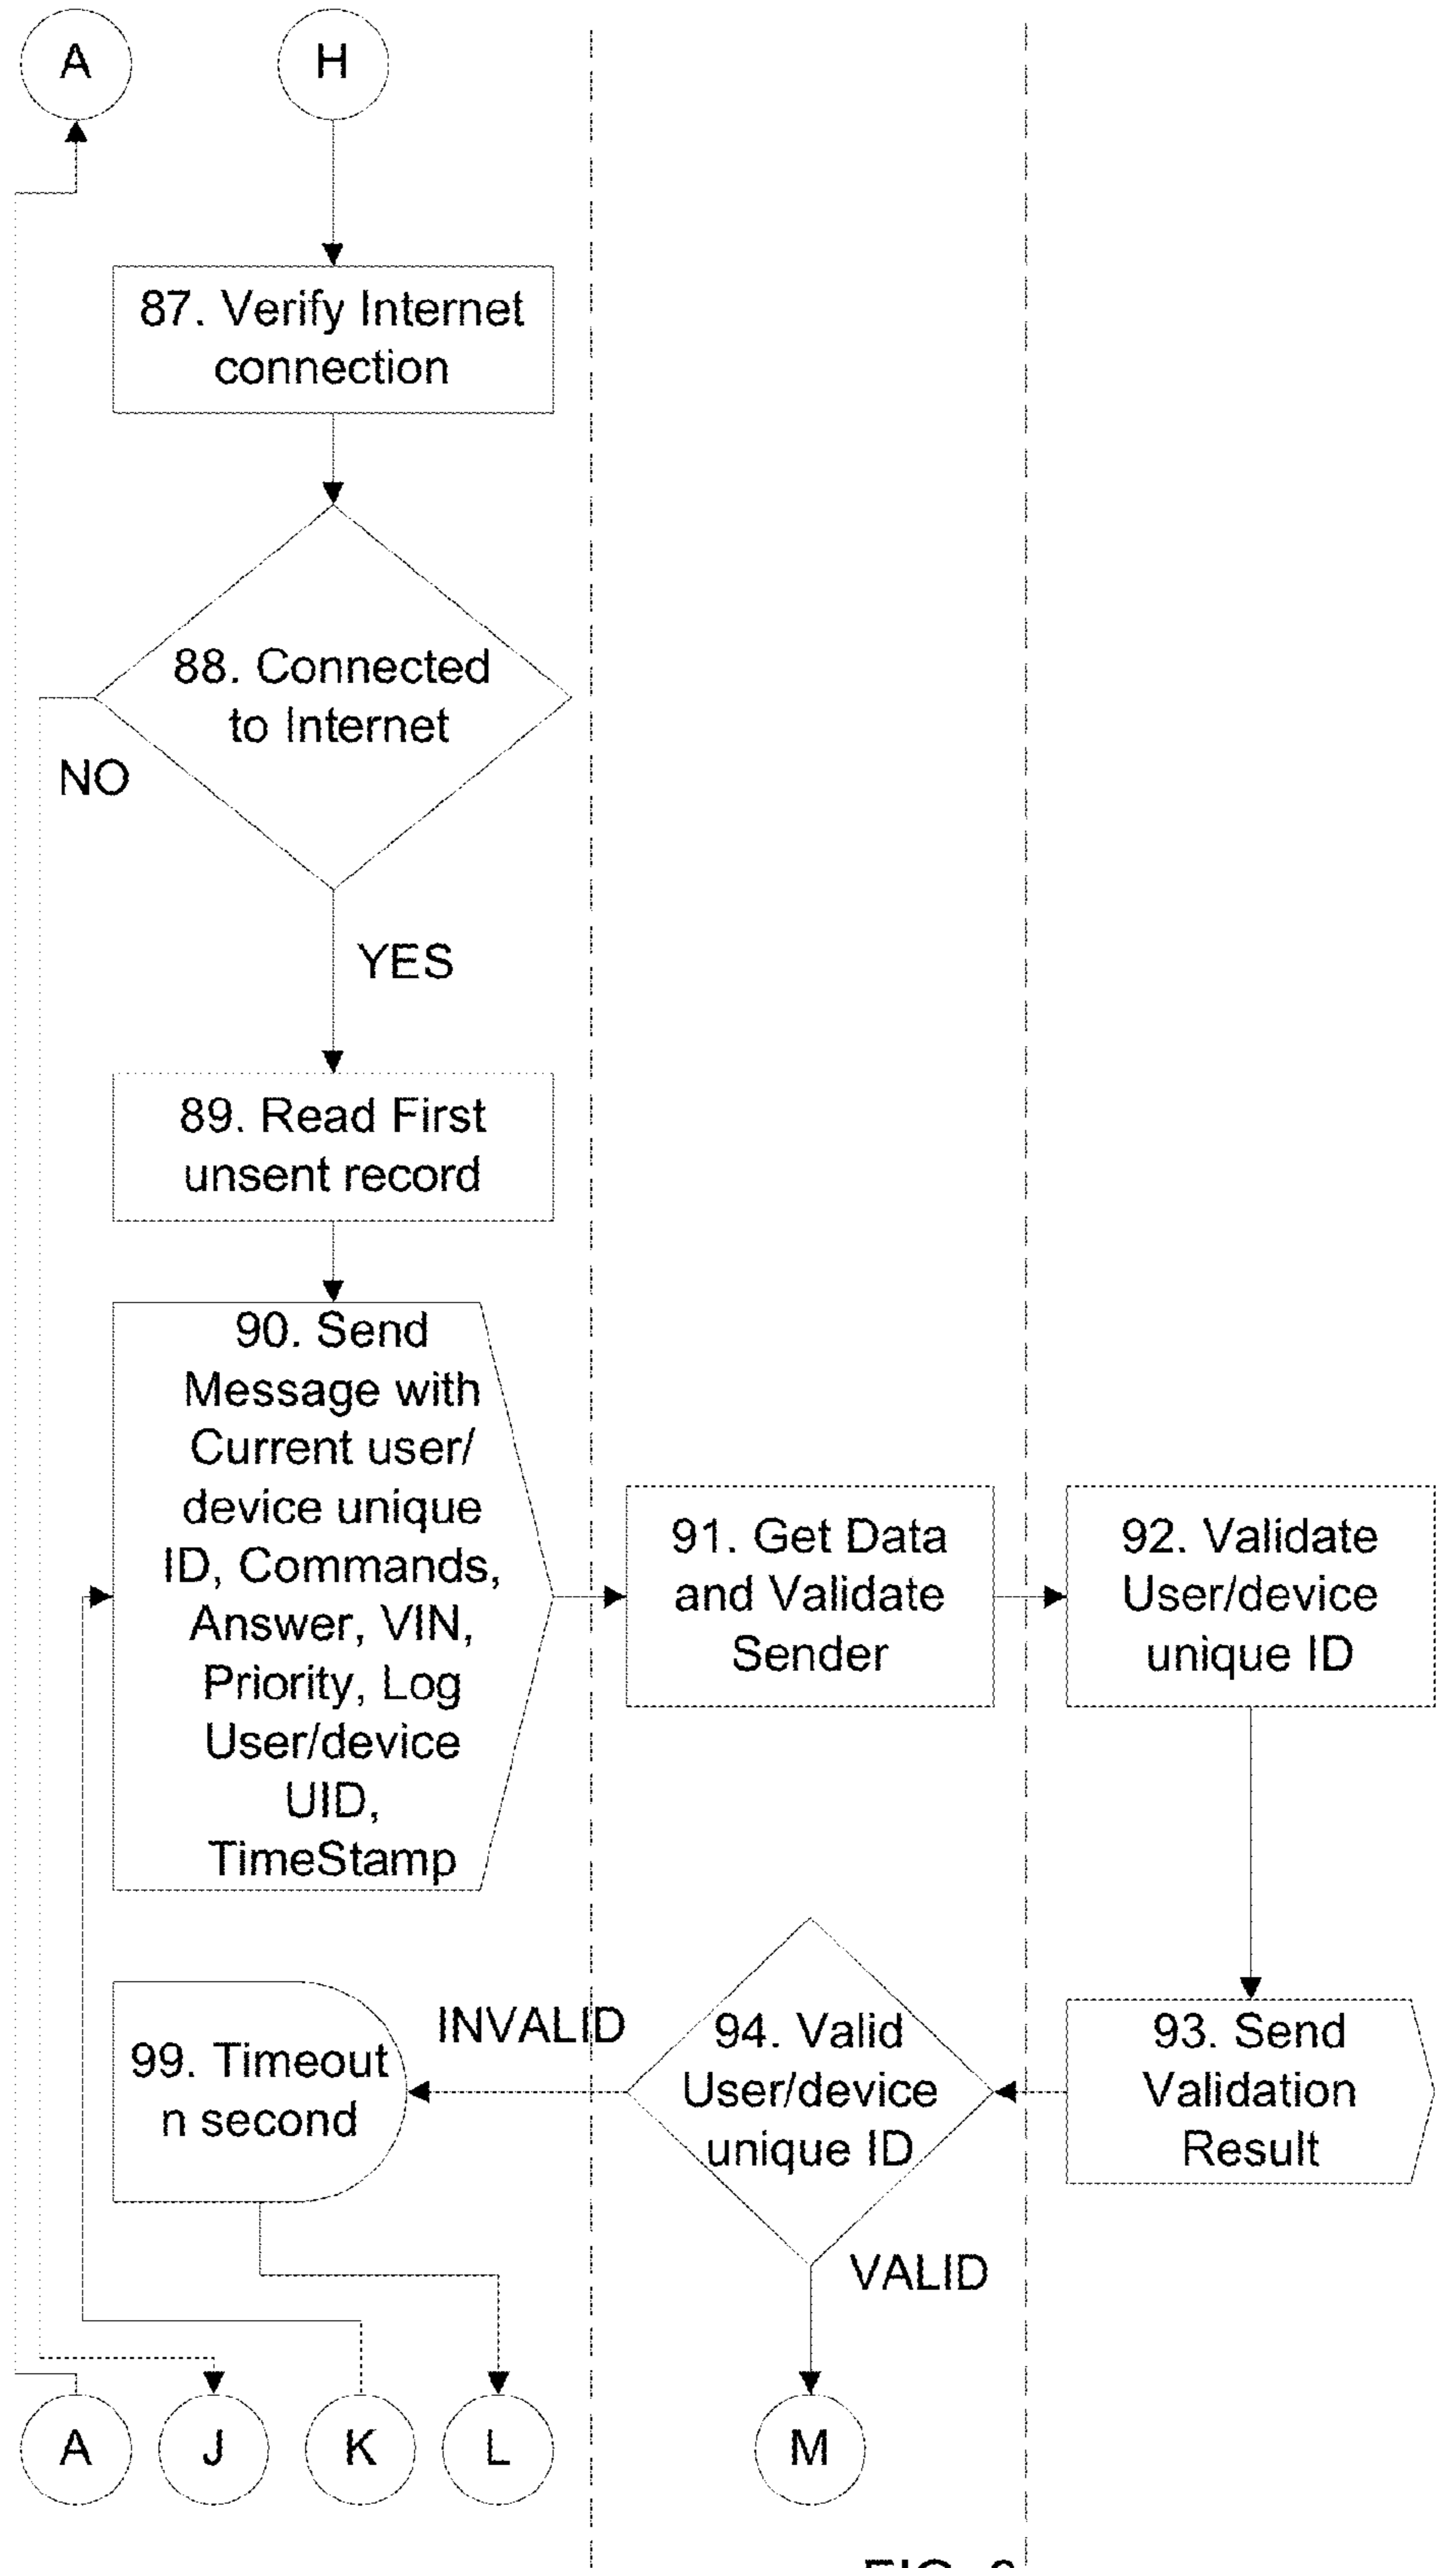 A
H
87. Verify Internet
connection
88. Connected
to Internet
NO
YES
89. Read First
unsent record
90. Send
Message with
Current user/
device unique
ID, Commands,
Answer, VIN,
Priority, Log
User/device
UID,
TimeStamp
91. Get Data
and Validate
Sender
92. Validate
User/device
unique ID
93. Send
Validation
Result
94. Valid
User/device
unique ID
INVALID
99. Timeout
n second
VALID
A
J
K
L
M